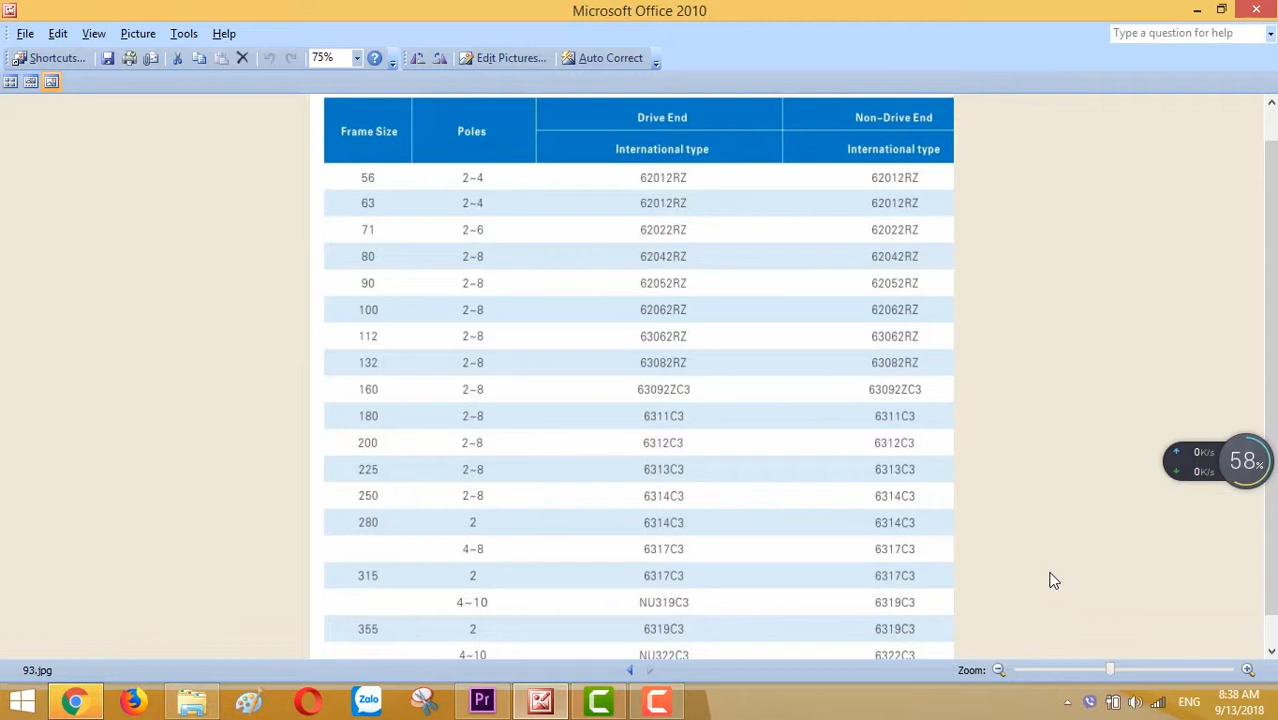 Microsoft Office 2010
File Edit View Picture Tools Help
Type a question for help
Shortcuts...
75%
Edit Pictures...
Auto Correct
Frame Size Poles Drive End Non-Drive End
International type International type
56 2~4 62012RZ 62012RZ
63 2~4 62012RZ 62012RZ
71 2~6 62022RZ 62022RZ
80 2~8 62042RZ 62042RZ
90 2~8 62052RZ 62052RZ
100 2~8 62062RZ 62062RZ
112 2~8 63062RZ 63062RZ
132 2~8 63082RZ 63082RZ
160 2~8 63092ZC3 63092ZC3
180 2~8 6311C3 6311C3
200 2~8 6312C3 6312C3
225 2~8 6313C3 6313C3
250 2~8 6314C3 6314C3
280 2 6314C3 6314C3
4~8 6317C3 6317C3
315 2 6317C3 6317C3
4~10 NU319C3 6319C3
355 2 6319C3 6319C3
4~10 NU322C3 6322C3
0K/s
0K/s
58%
93.jpg
Zoom:
Zalo
Pr
ENG
8:38 AM
9/13/2018